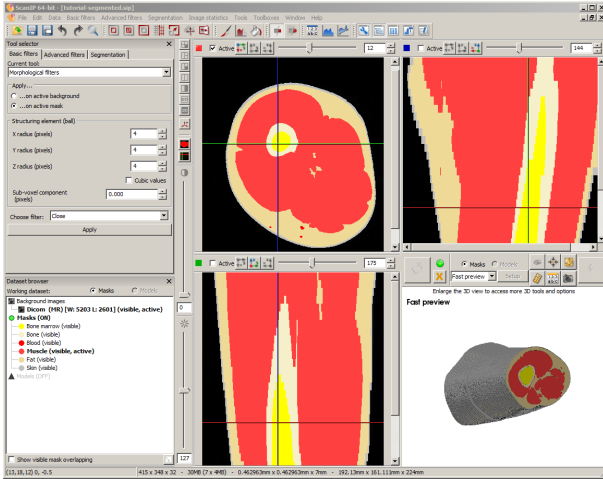 ScanIP 64-bit - [tutorial-segmented.sip]
File Edit Data Basic filters Advanced filters Segmentation Image statistics Tools Toolboxes Window Help
Tool selector
Basic filters Advanced filters Segmentation
Current tool:
Morphological filters
Apply...
...on active background
...on active mask
Structuring element (ball)
X radius (pixels) 4
Y radius (pixels) 4
Z radius (pixels) 4
Cubic values
Sub-voxel component (pixels) 0.000
Choose filter: Close
Apply
Dataset browser
Working dataset: Masks Models
Background images
Dicom (MR) [W: 5203 L: 2601] (visible, active)
Masks (ON)
Bone marrow (visible)
Bone (visible)
Blood (visible)
Muscle (visible, active)
Fat (visible)
Skin (visible)
Models (OFF)
Show visible mask overlapping
0
127
Active 12
Active 144
Active 175
Masks Models
Fast preview Setup
Enlarge the 3D view to access more 3D tools and options
Fast preview
(13,18,12) 0, -0.5 415 x 348 x 32 - 30MB (7 x 4MB) - 0.462963mm x 0.462963mm x 7mm - 192.13mm x 161.111mm x 224mm